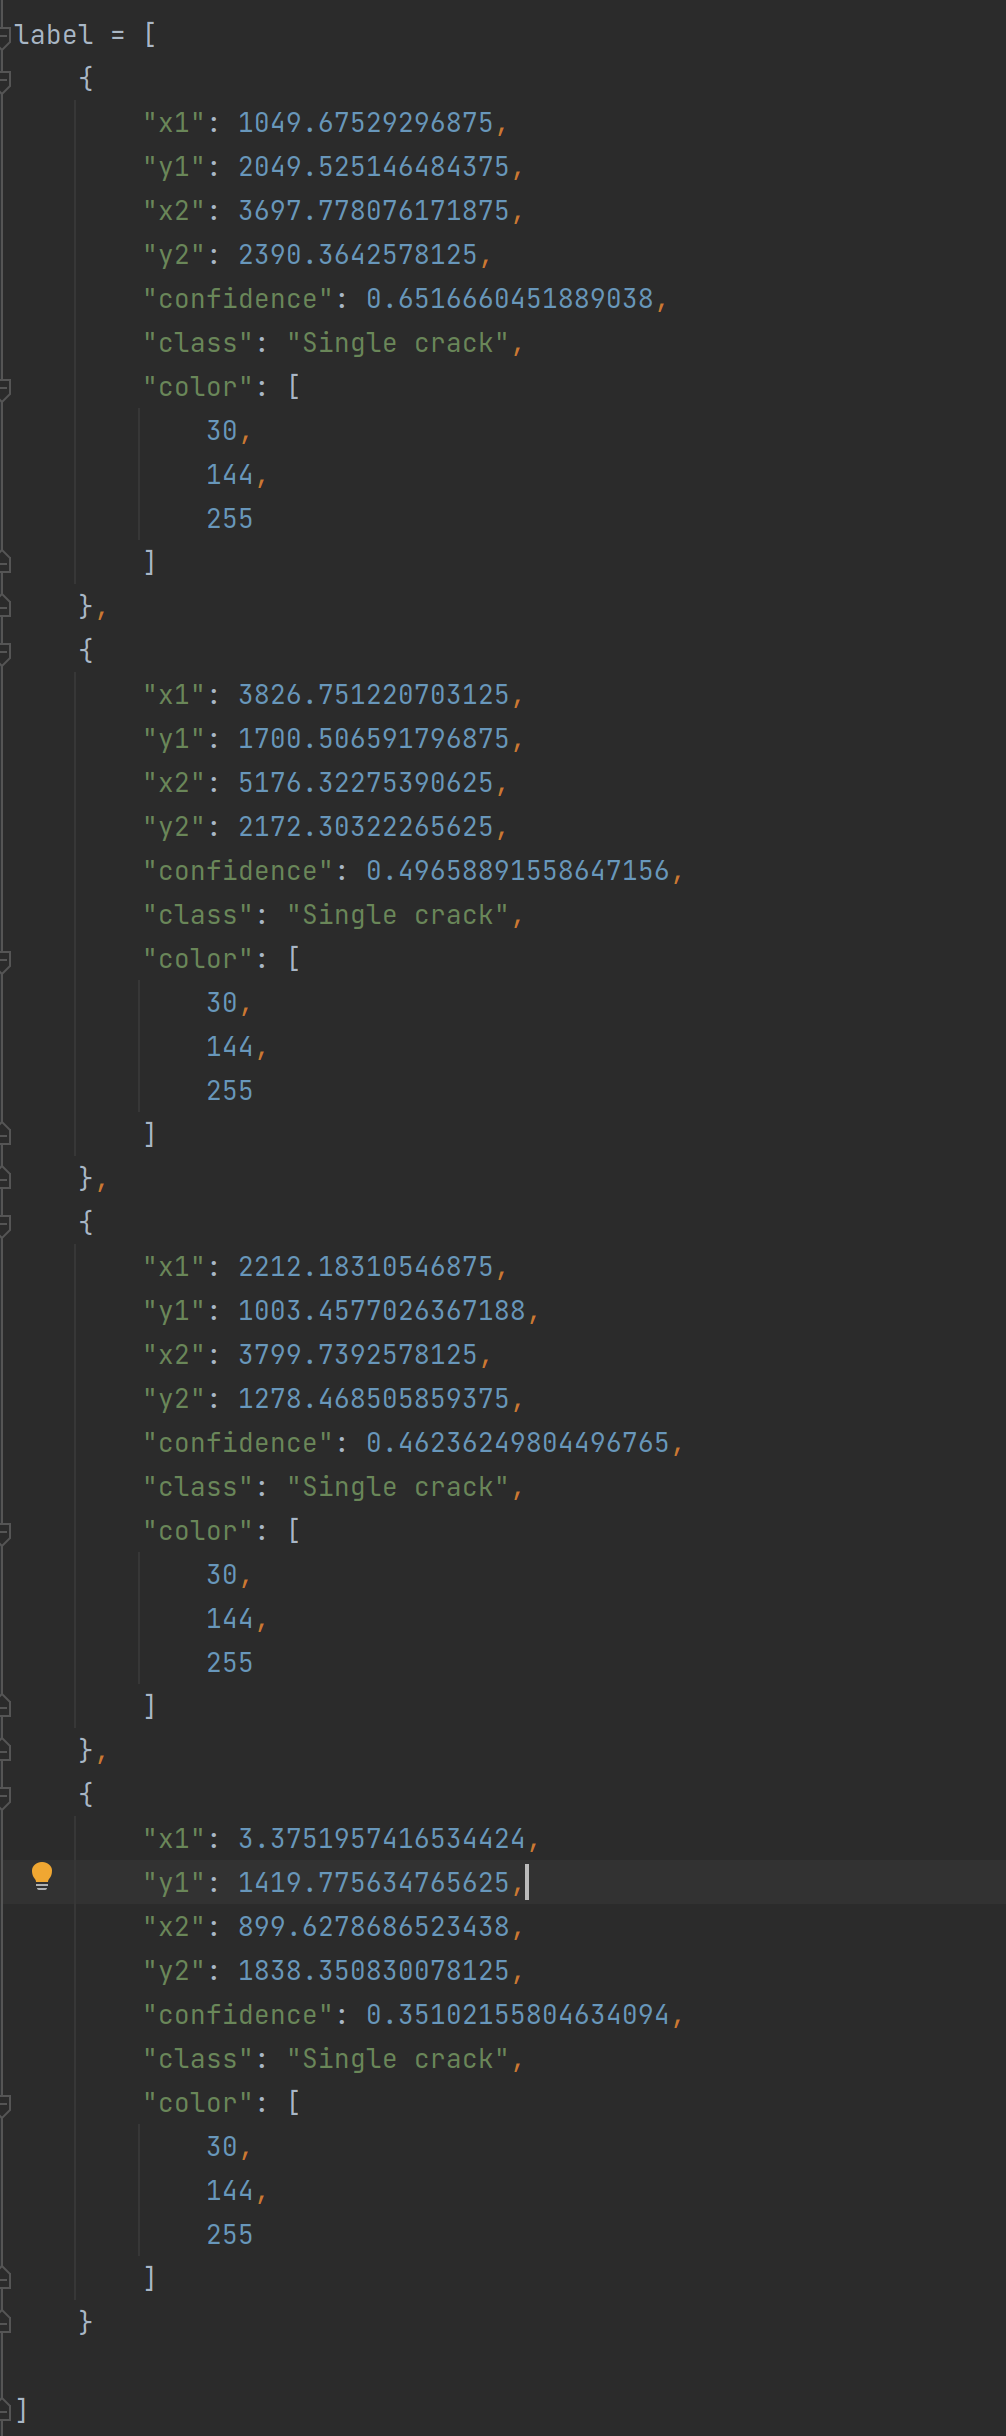 label = [
    {
        "x1": 1049.67529296875,
        "y1": 2049.525146484375,
        "x2": 3697.778076171875,
        "y2": 2390.3642578125,
        "confidence": 0.6516660451889038,
        "class": "Single crack",
        "color": [
            30,
            144,
            255
        ]
    },
    {
        "x1": 3826.751220703125,
        "y1": 1700.506591796875,
        "x2": 5176.32275390625,
        "y2": 2172.30322265625,
        "confidence": 0.49658891558647156,
        "class": "Single crack",
        "color": [
            30,
            144,
            255
        ]
    },
    {
        "x1": 2212.18310546875,
        "y1": 1003.4577026367188,
        "x2": 3799.7392578125,
        "y2": 1278.468505859375,
        "confidence": 0.46236249804496765,
        "class": "Single crack",
        "color": [
            30,
            144,
            255
        ]
    },
    {
        "x1": 3.3751957416534424,
        "y1": 1419.775634765625,
        "x2": 899.6278686523438,
        "y2": 1838.350830078125,
        "confidence": 0.35102155804634094,
        "class": "Single crack",
        "color": [
            30,
            144,
            255
        ]
    }

]